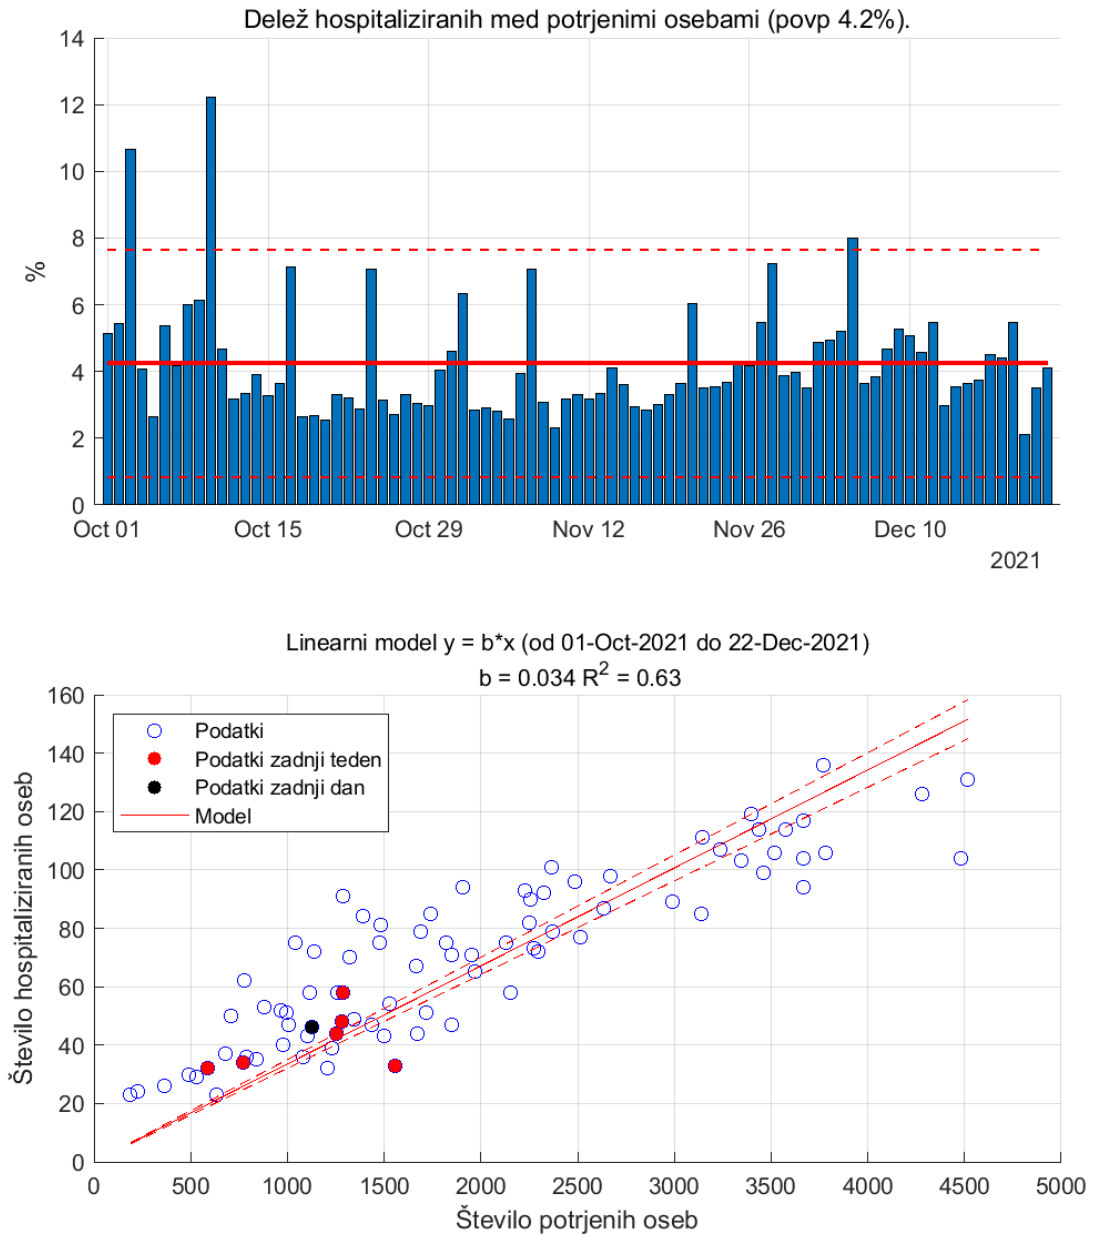 Delež hospitaliziranih med potrjenimi osebami (povp 4.2%).
14
12
10
8
6
4
2
0
%
Oct 01 Oct 15 Oct 29 Nov 12 Nov 26 Dec 10
2021
Linearni model y = b*x (od 01-Oct-2021 do 22-Dec-2021)
b = 0.034 R² = 0.63
160
140
120
100
80
60
40
20
0
Število hospitaliziranih oseb
Podatki
Podatki zadnji teden
Podatki zadnji dan
Model
0 500 1000 1500 2000 2500 3000 3500 4000 4500 5000
Število potrjenih oseb